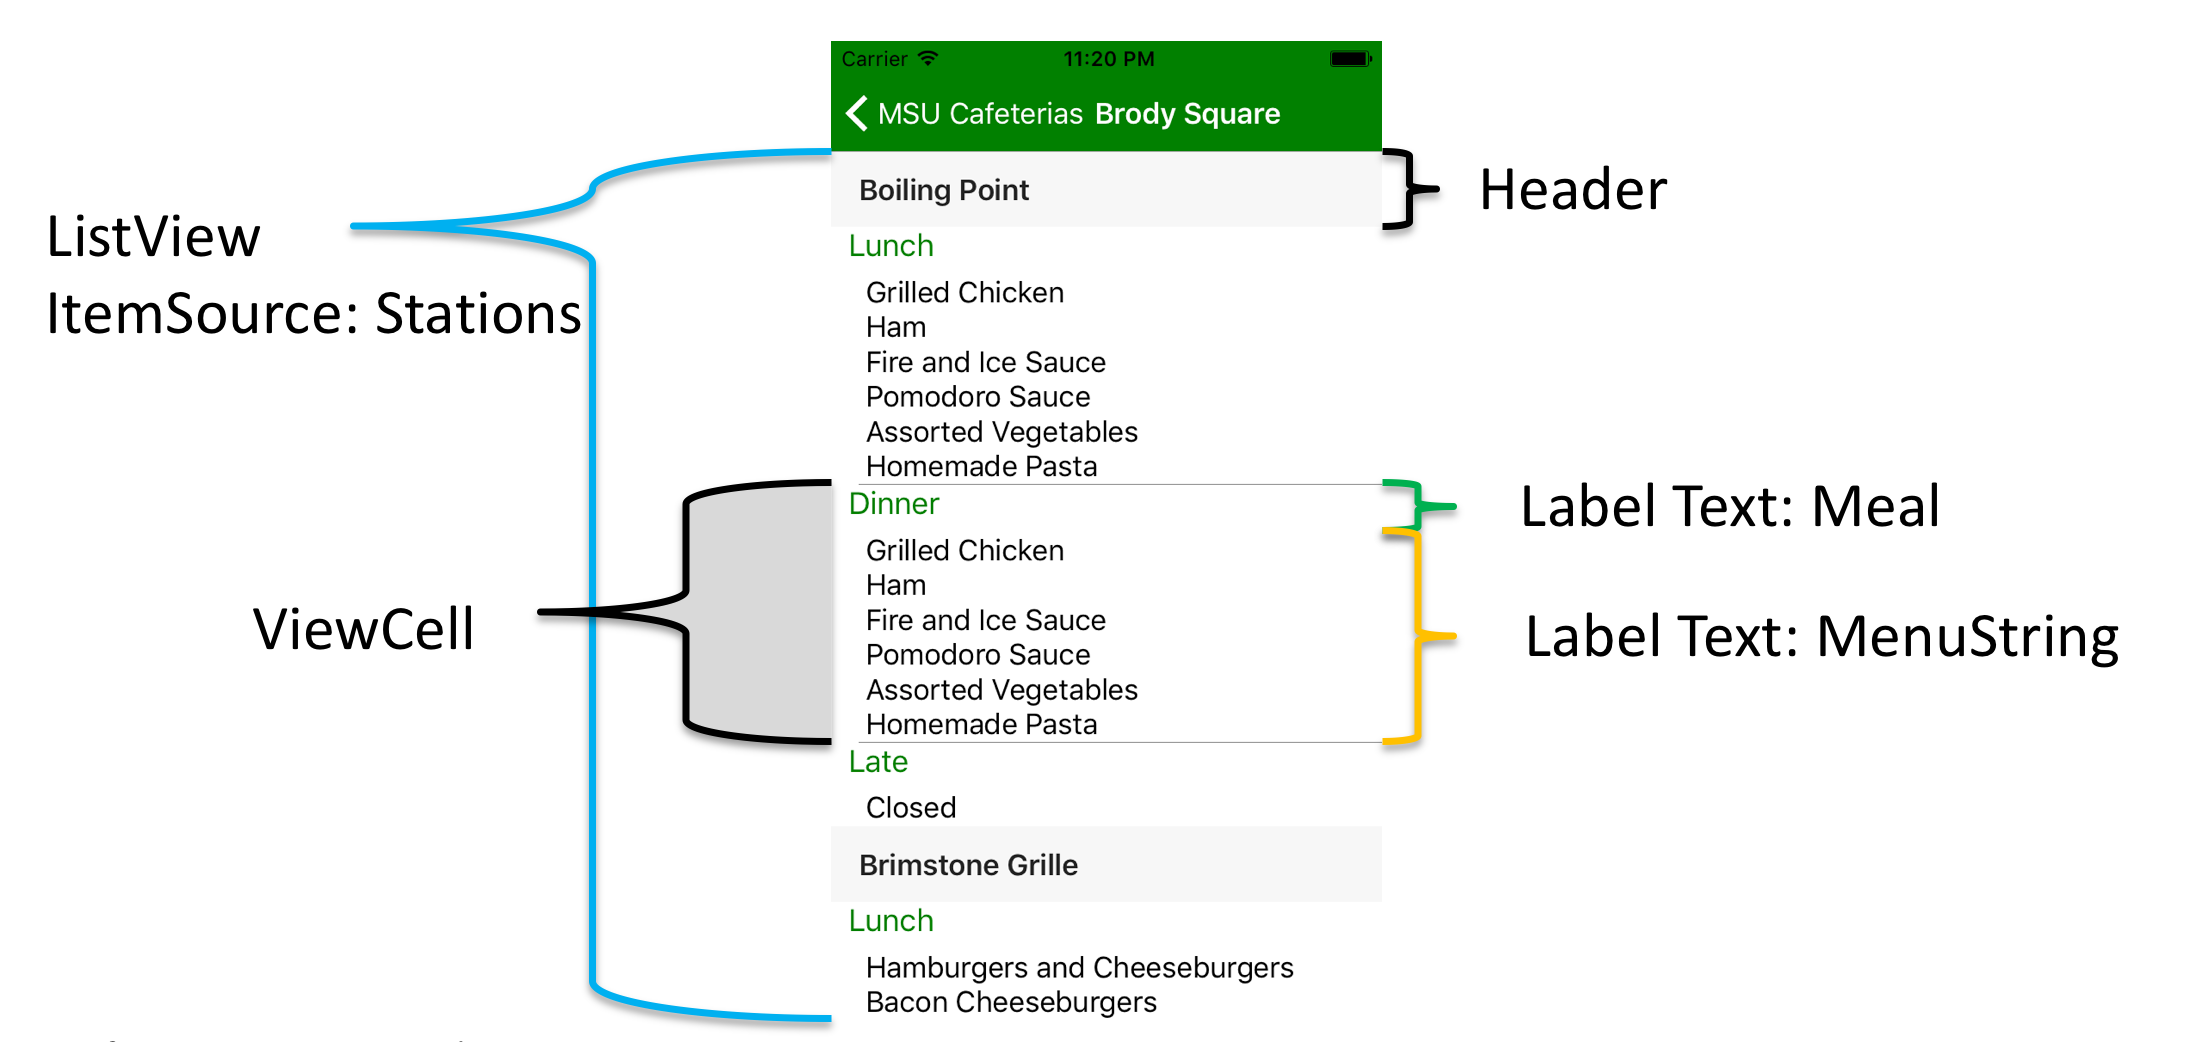 Carrier 11:20 PM
MSU Cafeterias Brody Square
Boiling Point
Header
ListView
ItemSource: Stations
Lunch
Grilled Chicken
Ham
Fire and Ice Sauce
Pomodoro Sauce
Assorted Vegetables
Homemade Pasta
Dinner
Label Text: Meal
Grilled Chicken
Ham
Fire and Ice Sauce
Pomodoro Sauce
Assorted Vegetables
Homemade Pasta
ViewCell
Label Text: MenuString
Late
Closed
Brimstone Grille
Lunch
Hamburgers and Cheeseburgers
Bacon Cheeseburgers